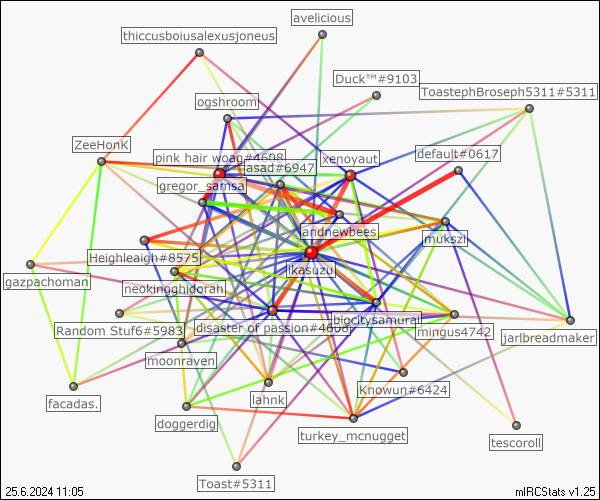 avelicious
thiccusboiusalexusjoneus
Duck™#9103
ToastephBroseph5311#5311
ogshroom
ZeeHonk
default#0617
pink hair woag#4608
xenoyaut
asad#6947
gregor_samsa
andnewbees
mukszi
Heighleaigh#8575
ikasuzu
gazpachoman
neokingghidorah
biocitysamurai
Random Stuf6#5983
disaster of passion#4668
mingus4742
jarlbreadmaker
moonraven
Knowun#6424
facadas.
lahnk
doggerdig
turkey_mcnugget
tescoroll
Toast#5311
25.6.2024 11:05
mIRCStats v1.25